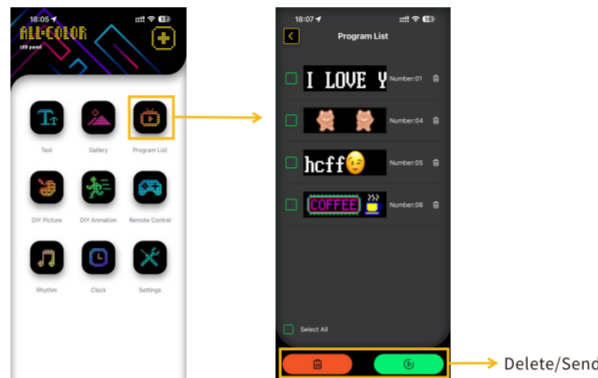 18:05
ALL-COLOR
LED panel
Text
Gallery
Program List
DIY Picture
DIY Animation
Remote Control
Rhythm
Clock
Settings
18:07
Program List
I LOVE Y
Number:01
Number:04
hcff
Number:05
COFFEE
Number:06
Select All
Delete/Send